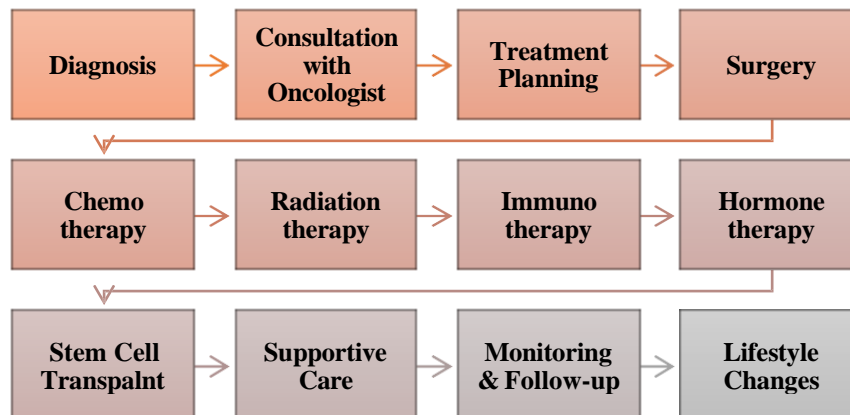 Diagnosis
Consultation
with
Oncologist
Treatment
Planning
Surgery
Chemo
therapy
Radiation
therapy
Immuno
therapy
Hormone
therapy
Stem Cell
Transpalnt
Supportive
Care
Monitoring
& Follow-up
Lifestyle
Changes